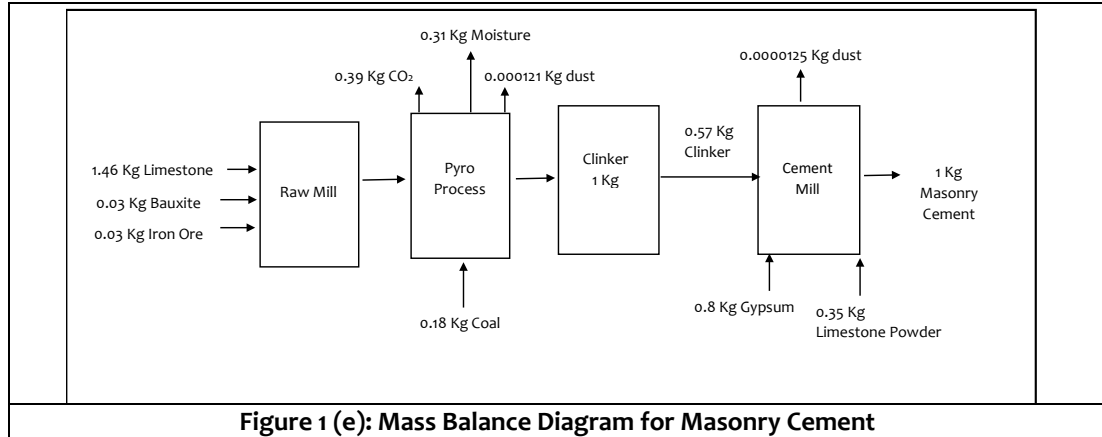 0.31 Kg Moisture
0.39 Kg CO₂
0.000121 Kg dust
0.0000125 Kg dust
1.46 Kg Limestone
0.03 Kg Bauxite
0.03 Kg Iron Ore
Raw Mill
Pyro
Process
Clinker
1 Kg
0.57 Kg
Clinker
Cement
Mill
1 Kg
Masonry
Cement
0.18 Kg Coal
0.8 Kg Gypsum
0.35 Kg
Limestone Powder
Figure 1 (e): Mass Balance Diagram for Masonry Cement